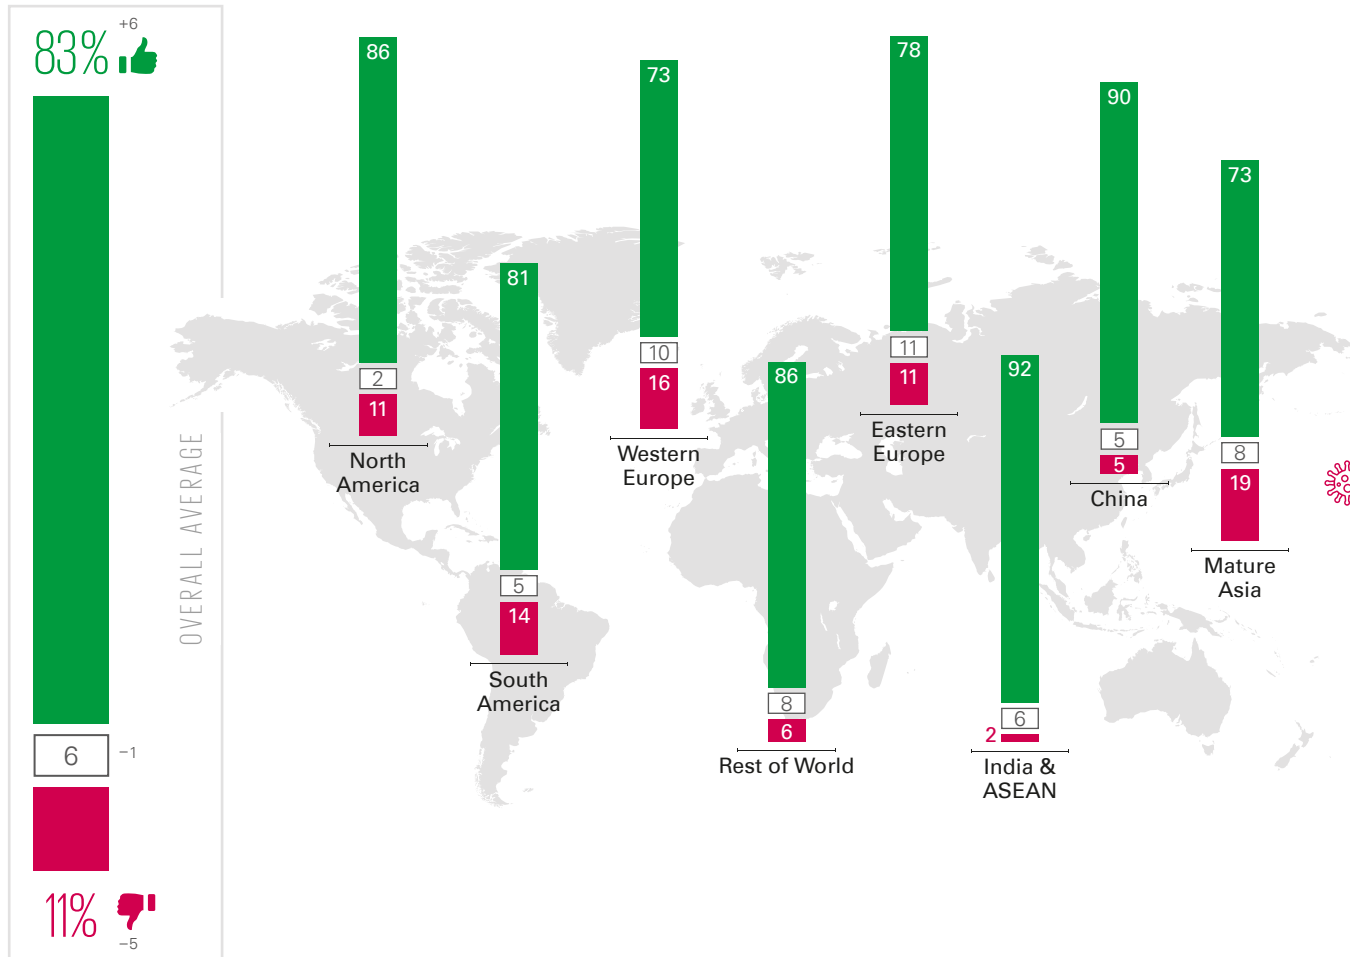 +6
83%
6
−1
11%
−5
OVERALL AVERAGE
86
2
11
North
America
81
5
14
South
America
73
10
16
Western
Europe
86
8
6
Rest of World
78
11
11
Eastern
Europe
92
6
2
India &
ASEAN
90
5
5
China
73
8
19
Mature
Asia